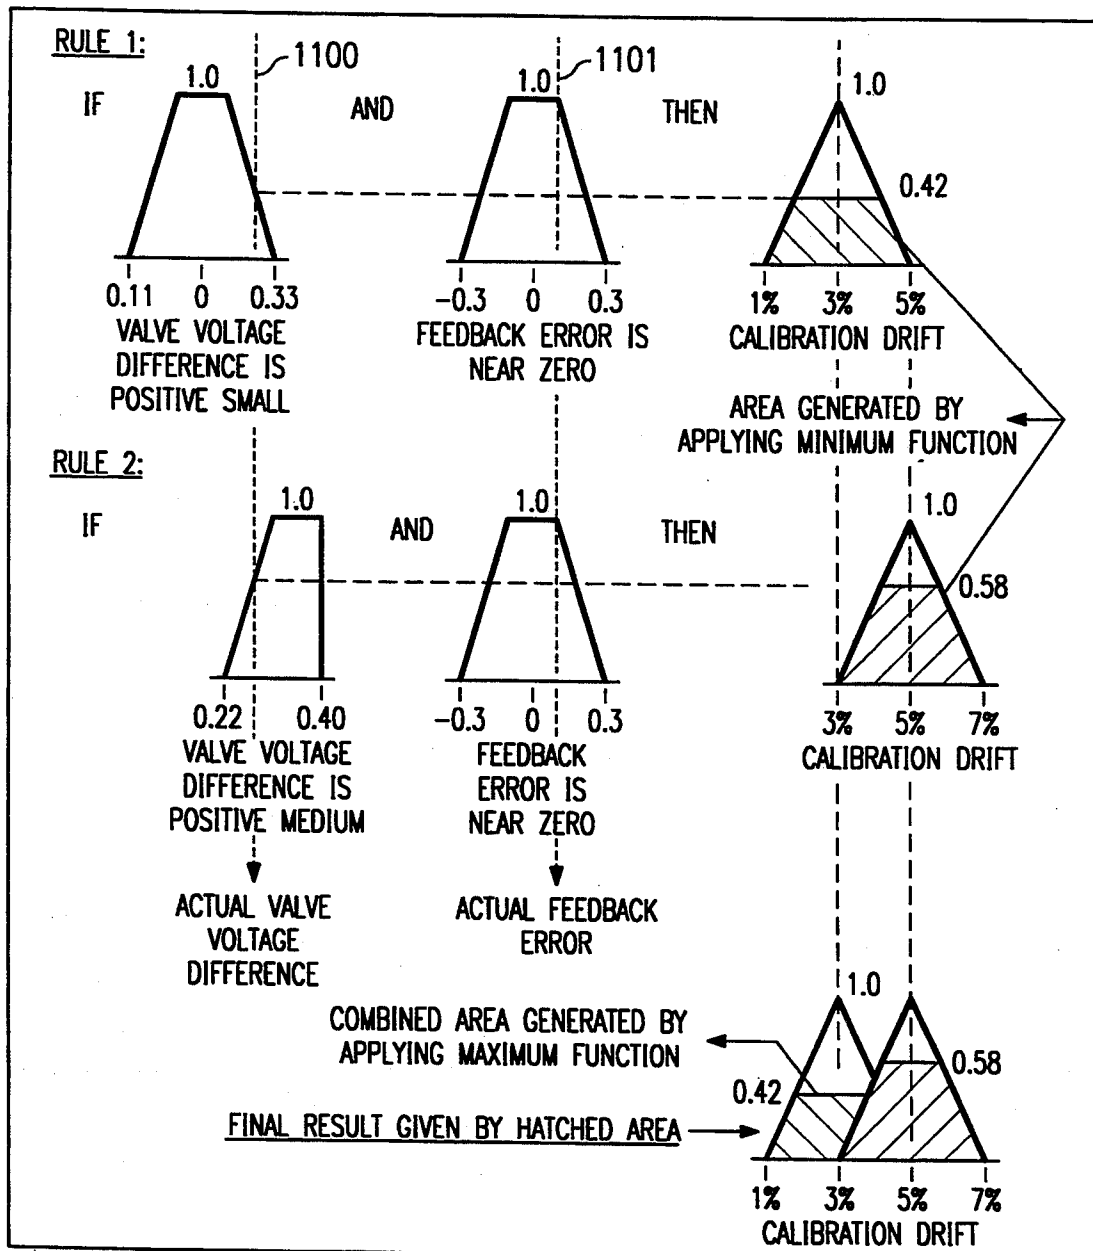 RULE 1:
1100
1101
1.0
1.0
1.0
IF
AND
THEN
0.42
0.11 0 0.33
-0.3 0 0.3
1% 3% 5%
VALVE VOLTAGE
DIFFERENCE IS
POSITIVE SMALL
FEEDBACK ERROR IS
NEAR ZERO
CALIBRATION DRIFT
AREA GENERATED BY
APPLYING MINIMUM FUNCTION
RULE 2:
1.0
1.0
1.0
IF
AND
THEN
0.58
0.22 0.40
-0.3 0 0.3
3% 5% 7%
VALVE VOLTAGE
DIFFERENCE IS
POSITIVE MEDIUM
FEEDBACK
ERROR IS
NEAR ZERO
CALIBRATION DRIFT
ACTUAL VALVE
VOLTAGE
DIFFERENCE
ACTUAL FEEDBACK
ERROR
1.0
COMBINED AREA GENERATED BY
APPLYING MAXIMUM FUNCTION
0.58
0.42
FINAL RESULT GIVEN BY HATCHED AREA
1% 3% 5% 7%
CALIBRATION DRIFT